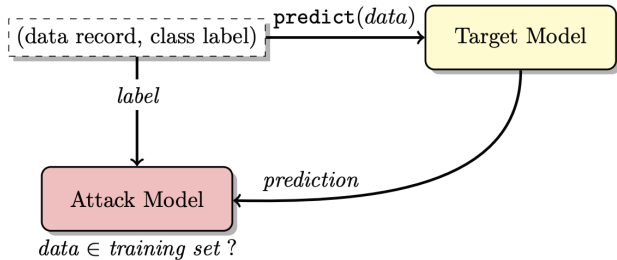 (data record, class label)
predict(data)
Target Model
label
prediction
Attack Model
data ∈ training set ?